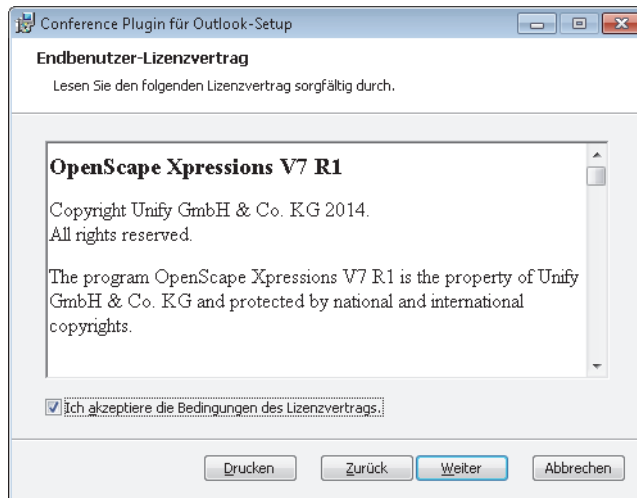 Conference Plugin für Outlook-Setup
Endbenutzer-Lizenzvertrag
Lesen Sie den folgenden Lizenzvertrag sorgfältig durch.
OpenScape Xpressions V7 R1
Copyright Unify GmbH & Co. KG 2014.
All rights reserved.
The program OpenScape Xpressions V7 R1 is the property of Unify
GmbH & Co. KG and protected by national and international
copyrights.
Ich akzeptiere die Bedingungen des Lizenzvertrags.
Drucken Zurück Weiter Abbrechen